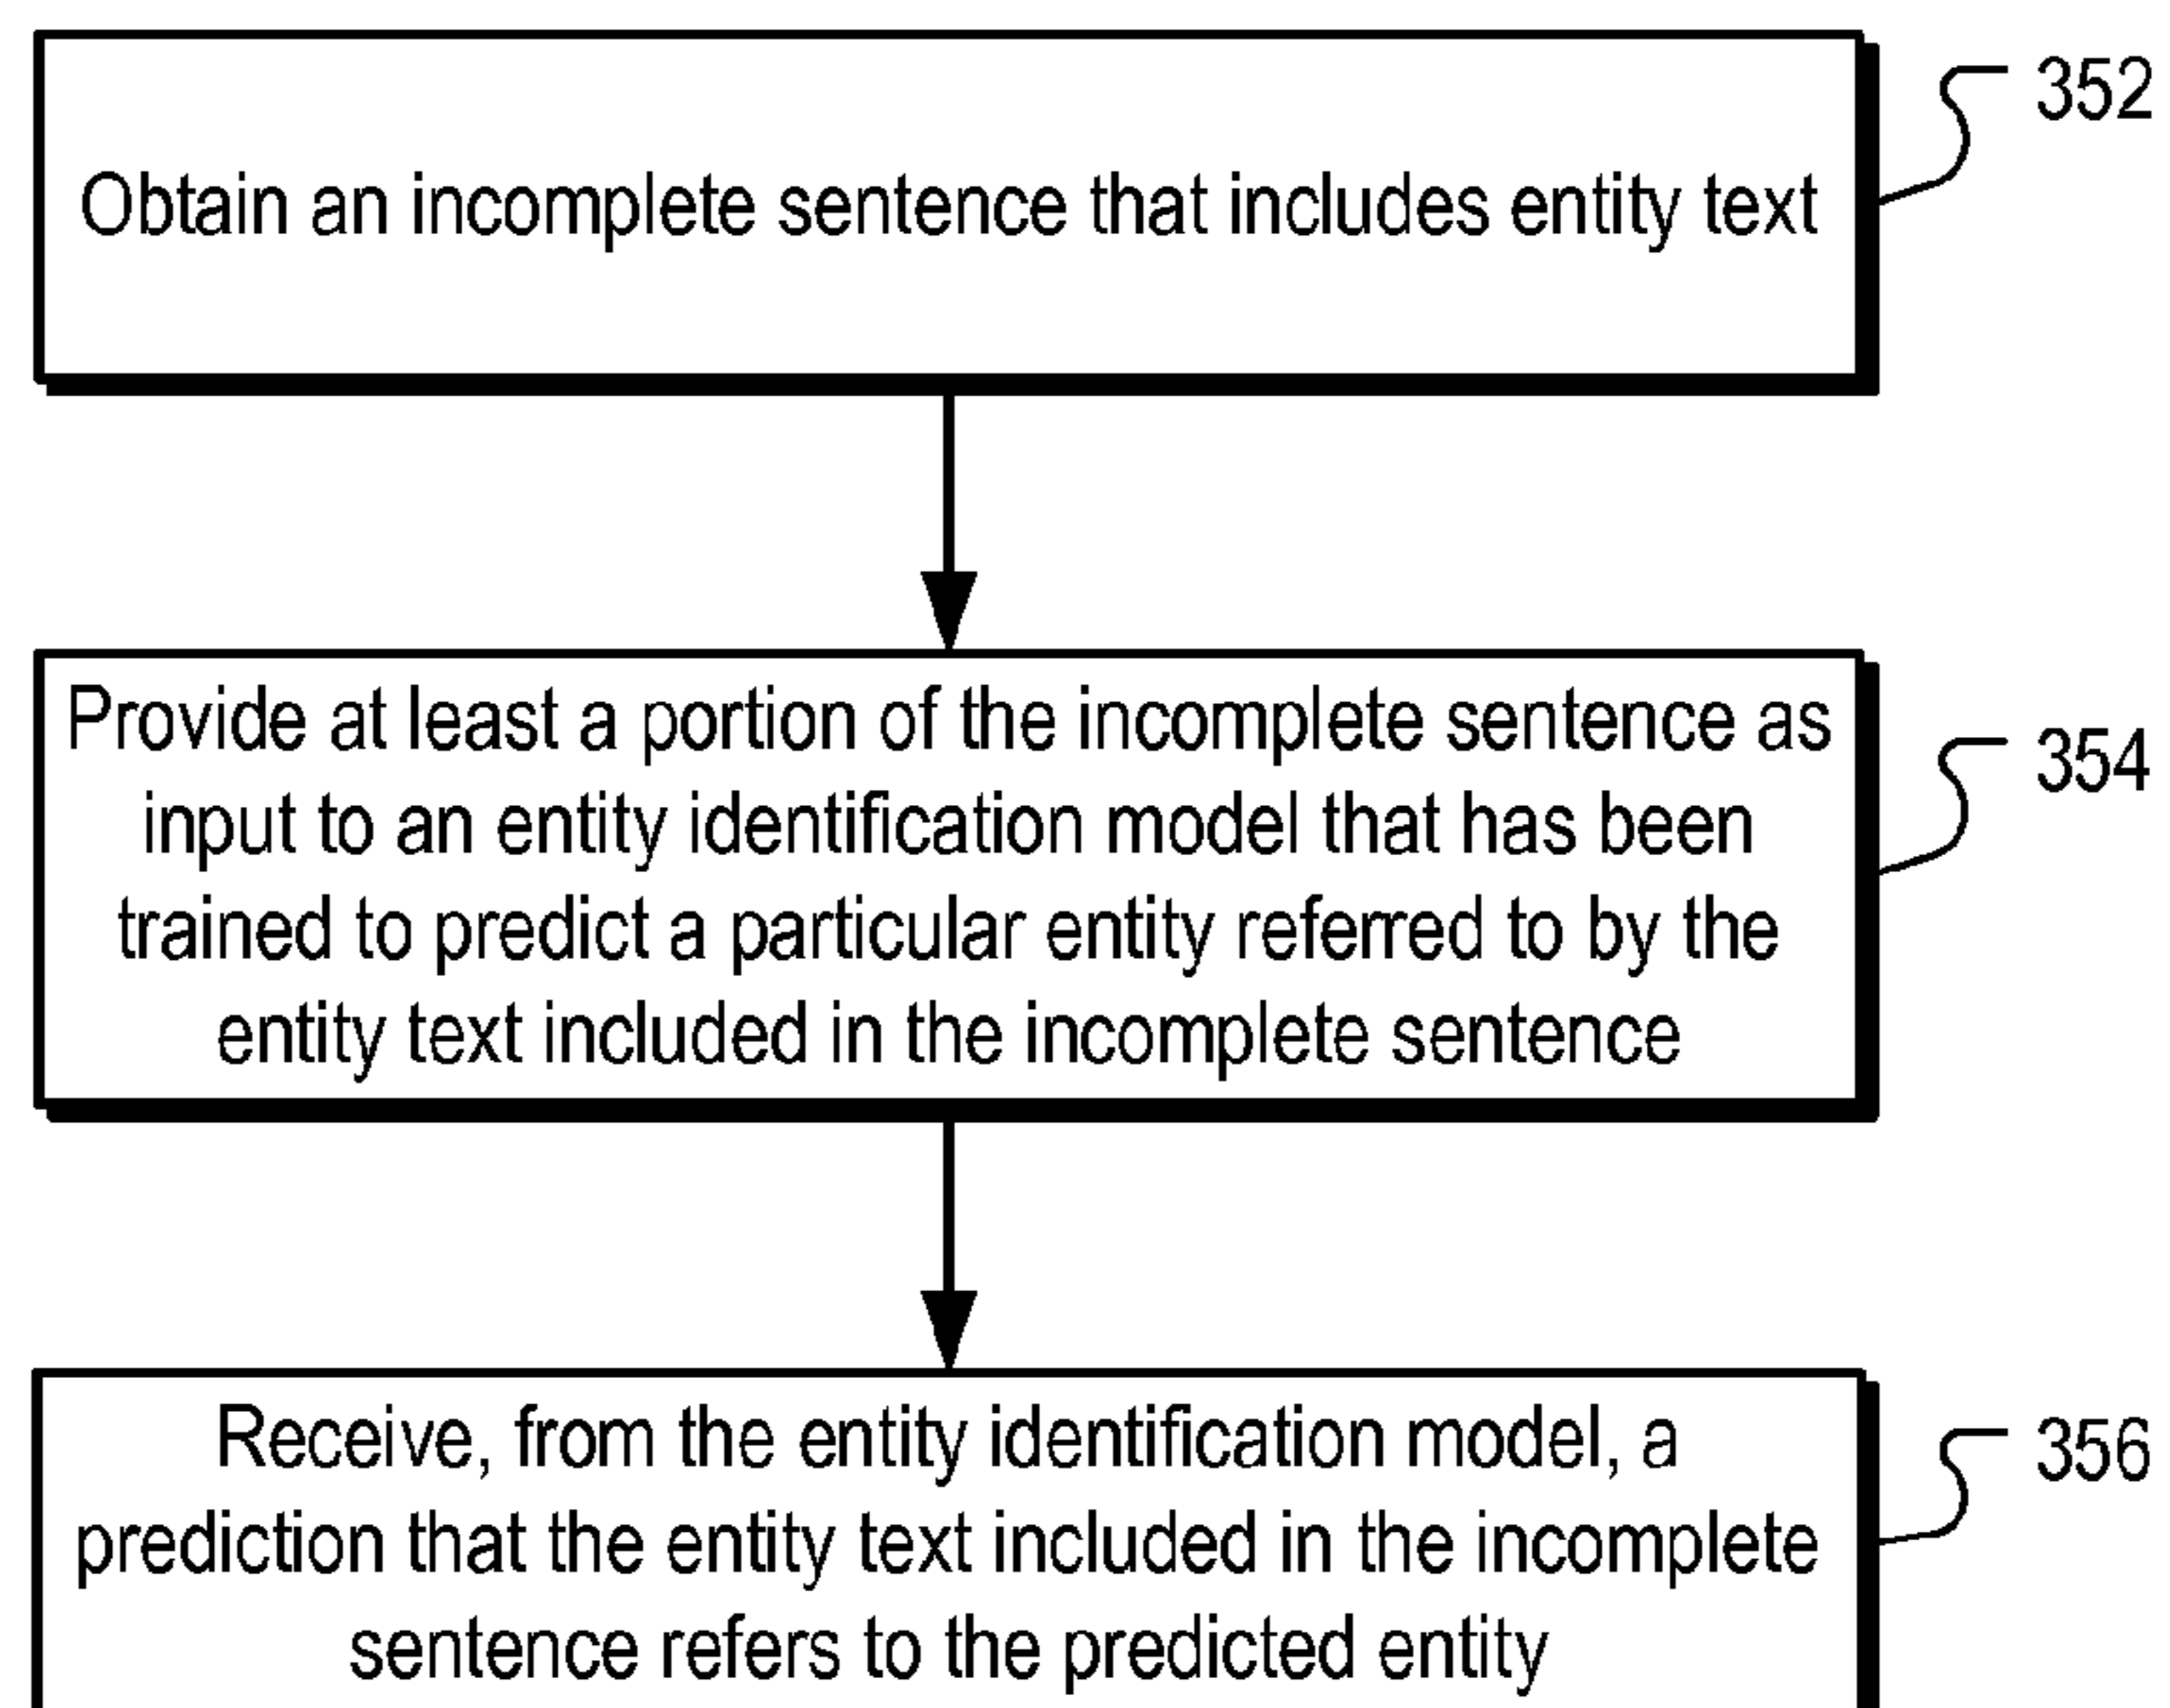 352
Obtain an incomplete sentence that includes entity text
Provide at least a portion of the incomplete sentence as
354
input to an entity identification model that has been
trained to predict a particular entity referred to by the
entity text included in the incomplete sentence
Receive, from the entity identification model, a
356
prediction that the entity text included in the incomplete
sentence refers to the predicted entity